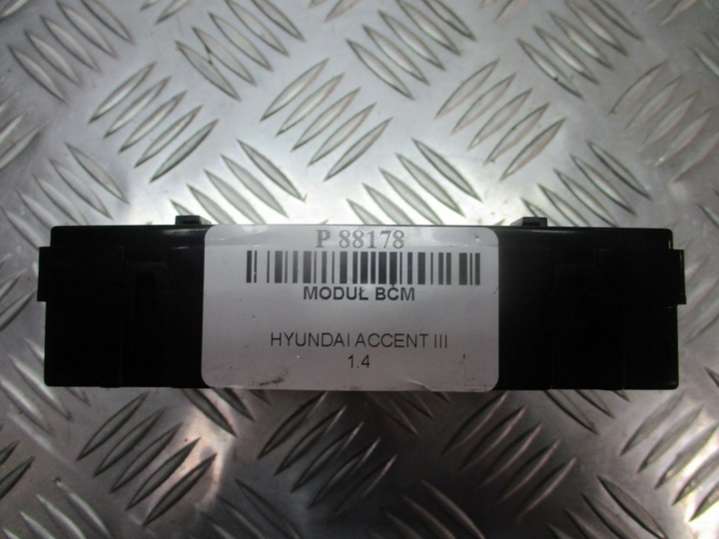 P 88178
MODUŁ BCM
HYUNDAI ACCENT III
1.4